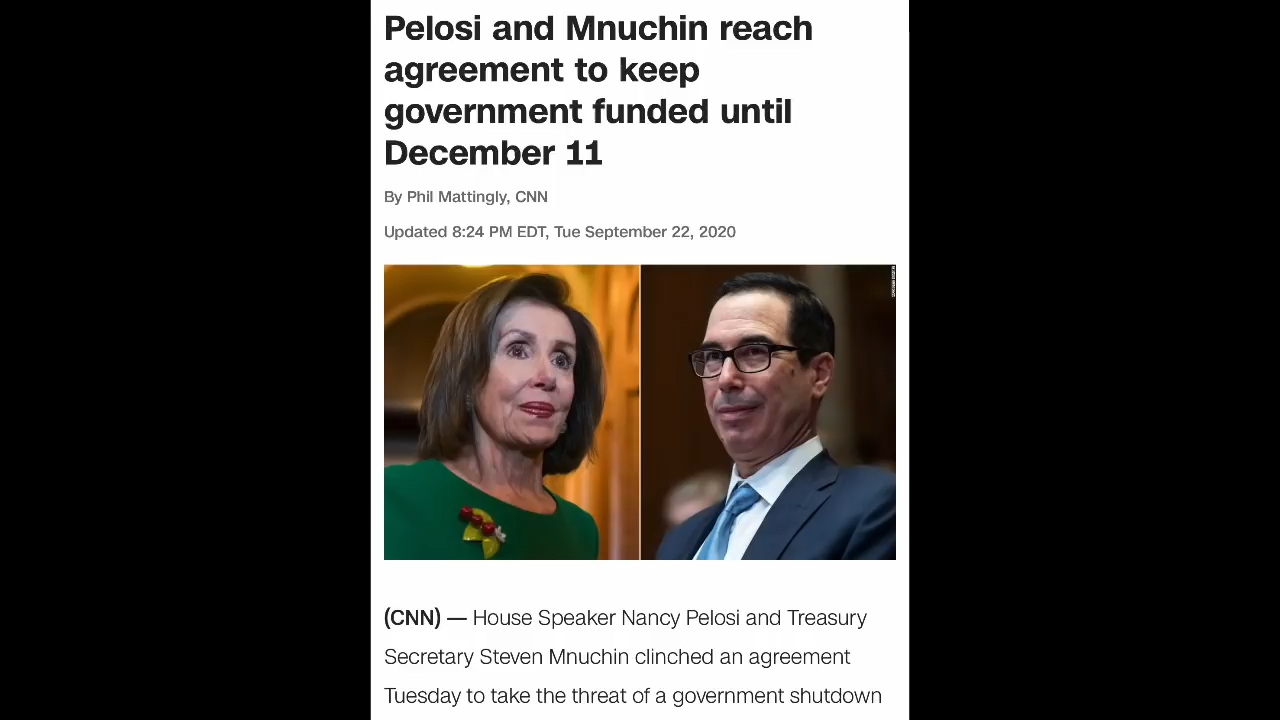 Pelosi and Mnuchin reach
agreement to keep
government funded until
December 11
By Phil Mattingly, CNN
Updated 8:24 PM EDT, Tue September 22, 2020
(CNN) — House Speaker Nancy Pelosi and Treasury
Secretary Steven Mnuchin clinched an agreement
Tuesday to take the threat of a government shutdown